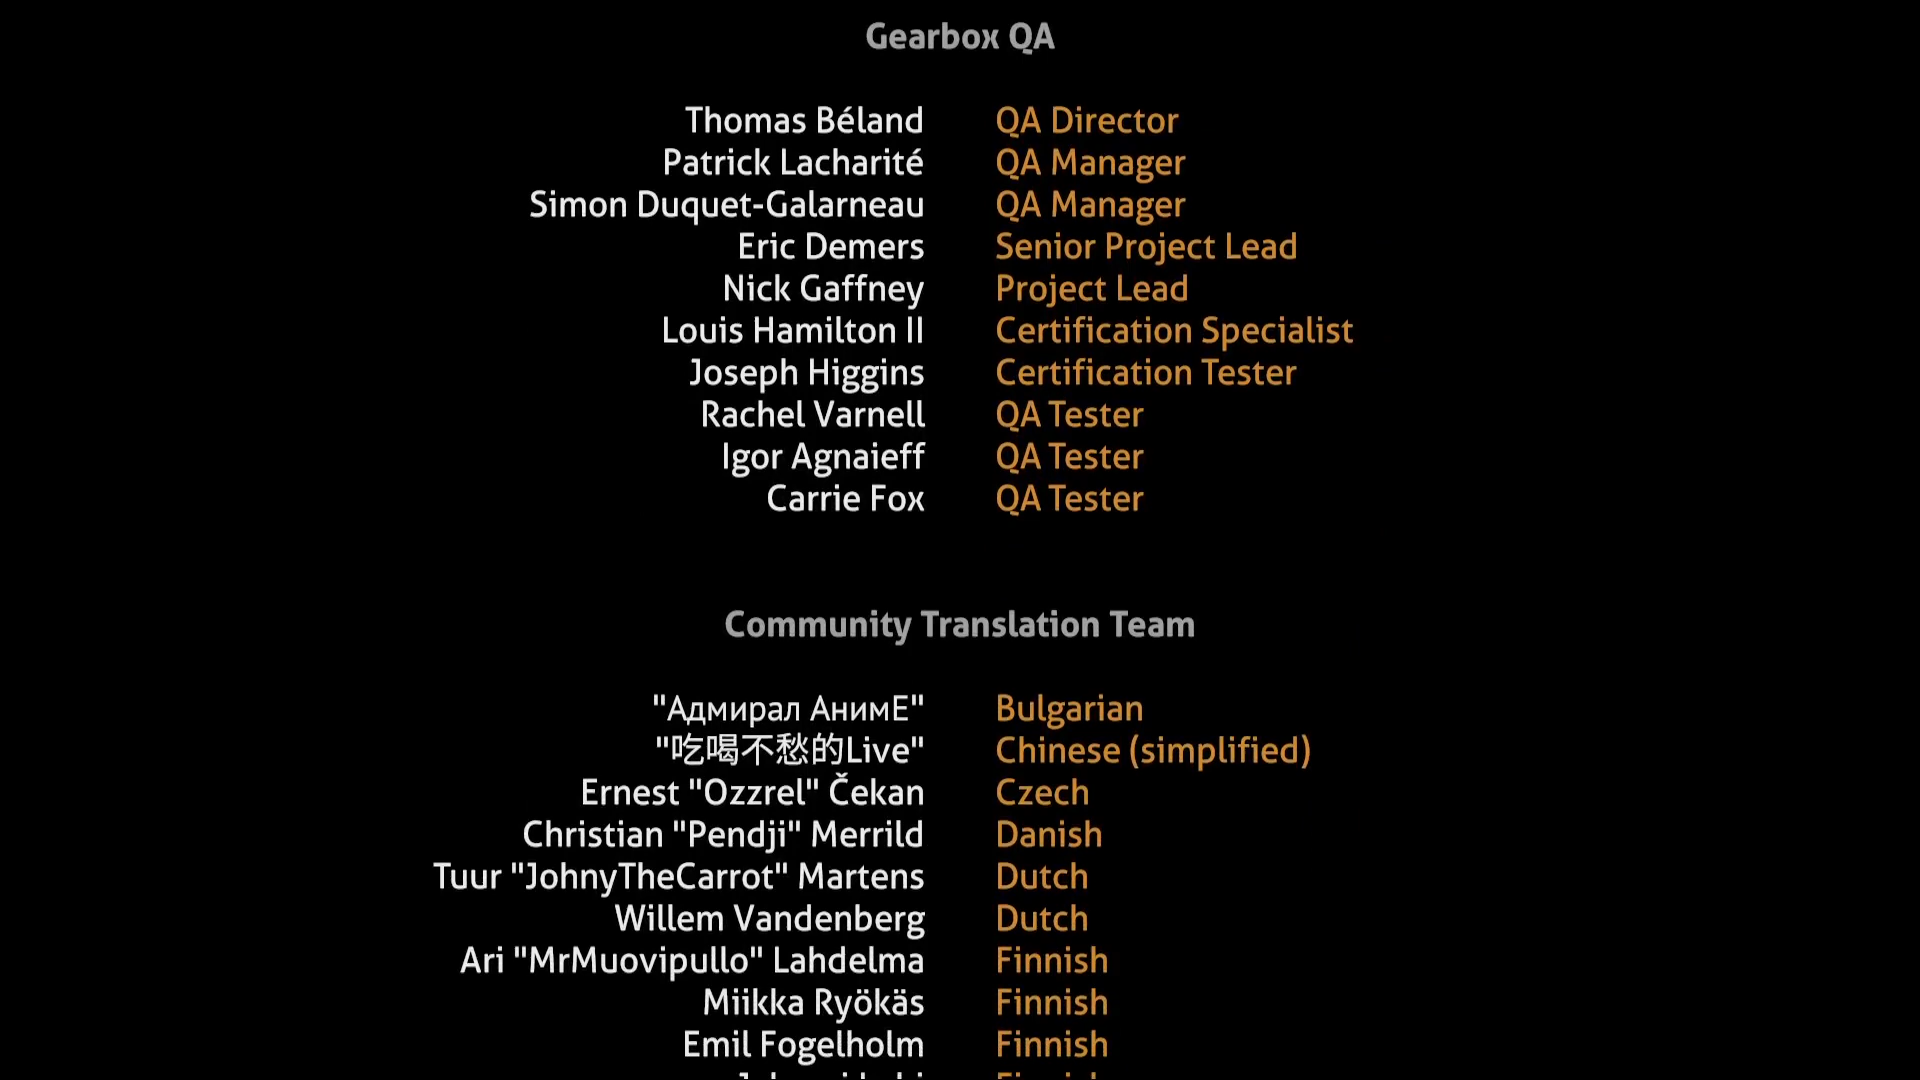 Gearbox QA
Thomas Béland QA Director
Patrick Lacharité QA Manager
Simon Duquet-Galarneau QA Manager
Eric Demers Senior Project Lead
Nick Gaffney Project Lead
Louis Hamilton II Certification Specialist
Joseph Higgins Certification Tester
Rachel Varnell QA Tester
Igor Agnaieff QA Tester
Carrie Fox QA Tester
Community Translation Team
"Адмирал АнимЕ" Bulgarian
"吃喝不愁的Live" Chinese (simplified)
Ernest "Ozzrel" Čekan Czech
Christian "Pendji" Merrild Danish
Tuur "JohnyTheCarrot" Martens Dutch
Willem Vandenberg Dutch
Ari "MrMuovipullo" Lahdelma Finnish
Miikka Ryökäs Finnish
Emil Fogelholm Finnish